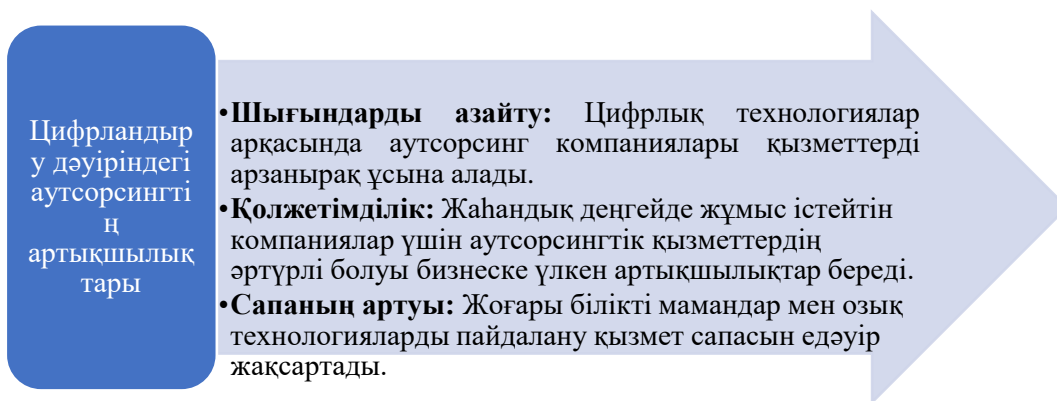 Цифрландыр
у дәуіріндегі
аутсорсингті
ң
артықшылық
тары
•Шығындарды азайту: Цифрлық технологиялар
арқасында аутсорсинг компаниялары қызметтерді
арзанырақ ұсына алады.
•Қолжетімділік: Жаһандық деңгейде жұмыс істейтін
компаниялар үшін аутсорсингтік қызметтердің
әртүрлі болуы бизнеске үлкен артықшылықтар береді.
•Сапаның артуы: Жоғары білікті мамандар мен озық
технологияларды пайдалану қызмет сапасын едәуір
жақсартады.